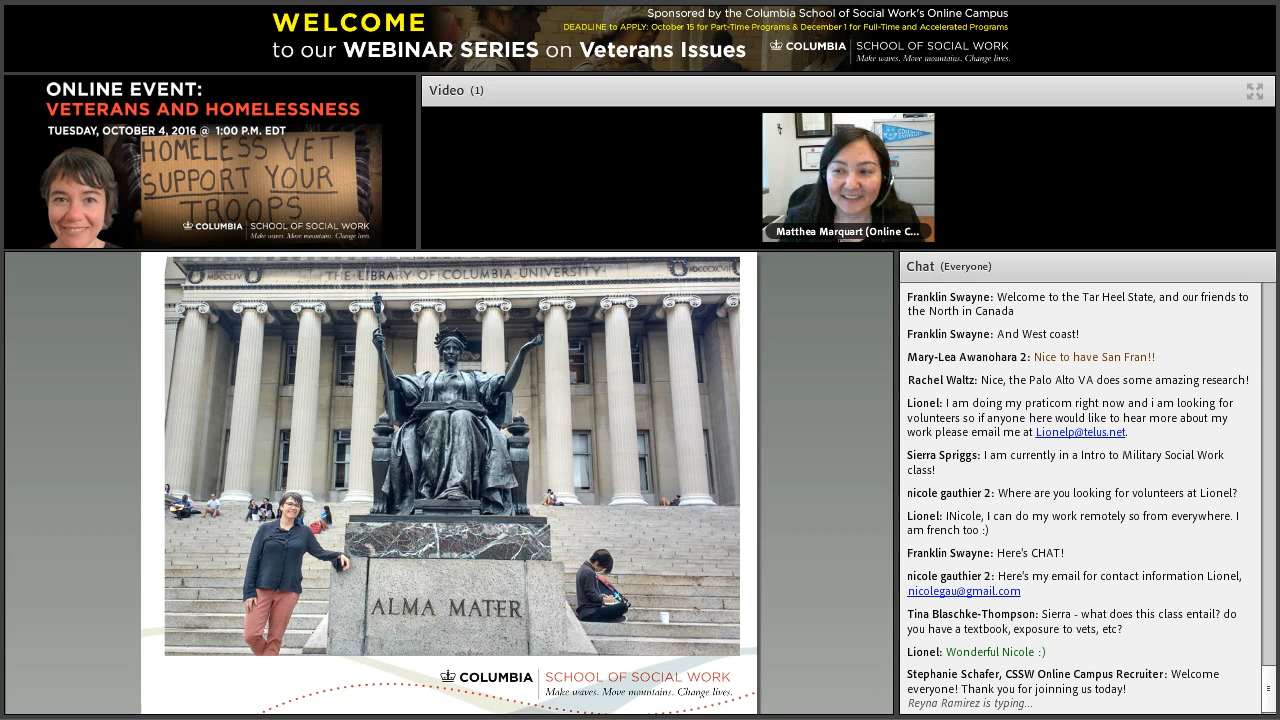 WELCOME
to our WEBINAR SERIES on Veterans Issues
Sponsored by the Columbia School of Social Work's Online Campus
DEADLINE to APPLY: October 15 for Part-Time Programs & December 1 for Full-Time and Accelerated Programs
COLUMBIA | SCHOOL OF SOCIAL WORK
Make waves. Move mountains. Change lives.
ONLINE EVENT:
VETERANS AND HOMELESSNESS
TUESDAY, OCTOBER 4, 2016 @ 1:00 P.M. EDT
HOMELESS VET
SUPPORT YOUR
TROOPS
COLUMBIA | SCHOOL OF SOCIAL WORK
Make waves. Move mountains. Change lives.
Video (1)
Matthea Marquart (Online C...
MDCCLIV
THE LIBRARY OF COLUMBIA UNIVERSITY
MDCCXCVII
ALMA MATER
COLUMBIA | SCHOOL OF SOCIAL WORK
Make waves. Move mountains. Change lives.
Chat (Everyone)
Franklin Swayne: Welcome to the Tar Heel State, and our friends to
the North in Canada
Franklin Swayne: And West coast!
Mary-Lea Awanohara 2: Nice to have San Fran!!
Rachel Waltz: Nice, the Palo Alto VA does some amazing research!
Lionel: I am doing my praticom right now and i am looking for
volunteers so if anyone here would like to hear more about my
work please email me at Lionelp@telus.net.
Sierra Spriggs: I am currently in a Intro to Military Social Work
class!
nicole gauthier 2: Where are you looking for volunteers at Lionel?
Lionel: INicole, I can do my work remotely so from everywhere. I
am french too :)
Franklin Swayne: Here's CHAT!
nicole gauthier 2: Here's my email for contact information Lionel,
nicolegau@gmail.com
Tina Blaschke-Thompson: Sierra - what does this class entail? do
you have a textbook, exposure to vets, etc?
Lionel: Wonderful Nicole :)
Stephanie Schafer, CSSW Online Campus Recruiter: Welcome
everyone! Thank you for joinning us today!
Reyna Ramirez is typing...